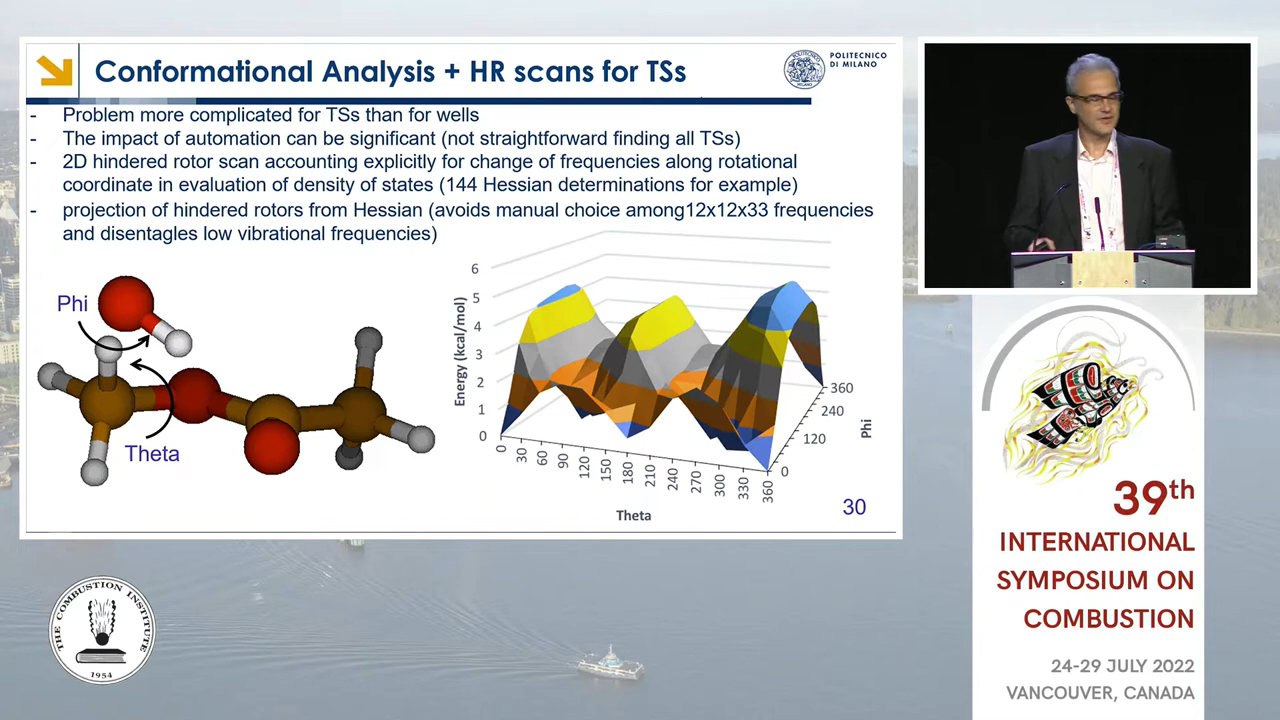 Conformational Analysis + HR scans for TSs
POLITECNICO
DI MILANO
- Problem more complicated for TSs than for wells
- The impact of automation can be significant (not straightforward finding all TSs)
- 2D hindered rotor scan accounting explicitly for change of frequencies along rotational
coordinate in evaluation of density of states (144 Hessian determinations for example)
- projection of hindered rotors from Hessian (avoids manual choice among12x12x33 frequencies
and disentagles low vibrational frequencies)
Phi
Theta
Energy (kcal/mol)
6
5
4
3
2
1
0
0
30
60
90
120
150
180
210
240
270
300
330
360
Theta
0
120
240
360
Phi
30
39th
INTERNATIONAL
SYMPOSIUM ON
COMBUSTION
24-29 JULY 2022
VANCOUVER, CANADA
THE COMBUSTION INSTITUTE
1954